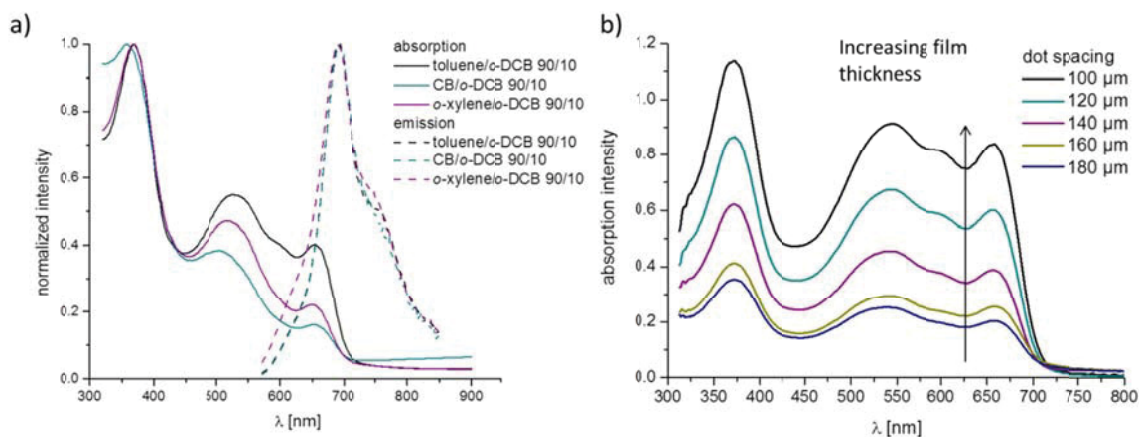 a)
normalized intensity
1.0
0.8
0.6
0.4
0.2
0.0
300 400 500 600 700 800 900
λ [nm]
absorption
toluene/c-DCB 90/10
CB/o-DCB 90/10
o-xylene/o-DCB 90/10
emission
toluene/c-DCB 90/10
CB/o-DCB 90/10
o-xylene/o-DCB 90/10
b)
absorption intensity
1.2
1.0
0.8
0.6
0.4
0.2
0.0
300 350 400 450 500 550 600 650 700 750 800
λ [nm]
Increasing film
thickness
dot spacing
100 μm
120 μm
140 μm
160 μm
180 μm